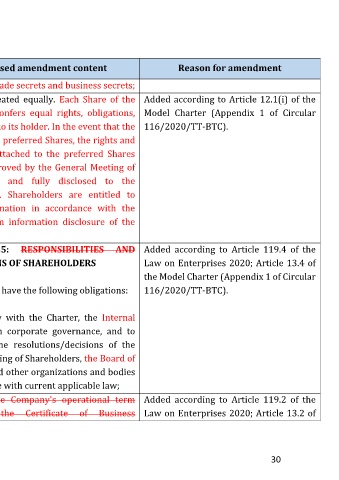 sed amendment content
Reason for amendment
ade secrets and business secrets;
eated equally. Each Share of the
onfers equal rights, obligations,
o its holder. In the event that the
preferred Shares, the rights and
ttached to the preferred Shares
roved by the General Meeting of
and fully disclosed to the
. Shareholders are entitled to
mation in accordance with the
n information disclosure of the
Added according to Article 12.1(i) of the
Model Charter (Appendix 1 of Circular
116/2020/TT-BTC).
5: RESPONSIBILITIES AND
NS OF SHAREHOLDERS
have the following obligations:
y with the Charter, the Internal
n corporate governance, and to
he resolutions/decisions of the
ing of Shareholders, the Board of
d other organizations and bodies
e with current applicable law;
Added according to Article 119.4 of the
Law on Enterprises 2020; Article 13.4 of
the Model Charter (Appendix 1 of Circular
116/2020/TT-BTC).
e Company's operational term
the Certificate of Business
Added according to Article 119.2 of the
Law on Enterprises 2020; Article 13.2 of
30